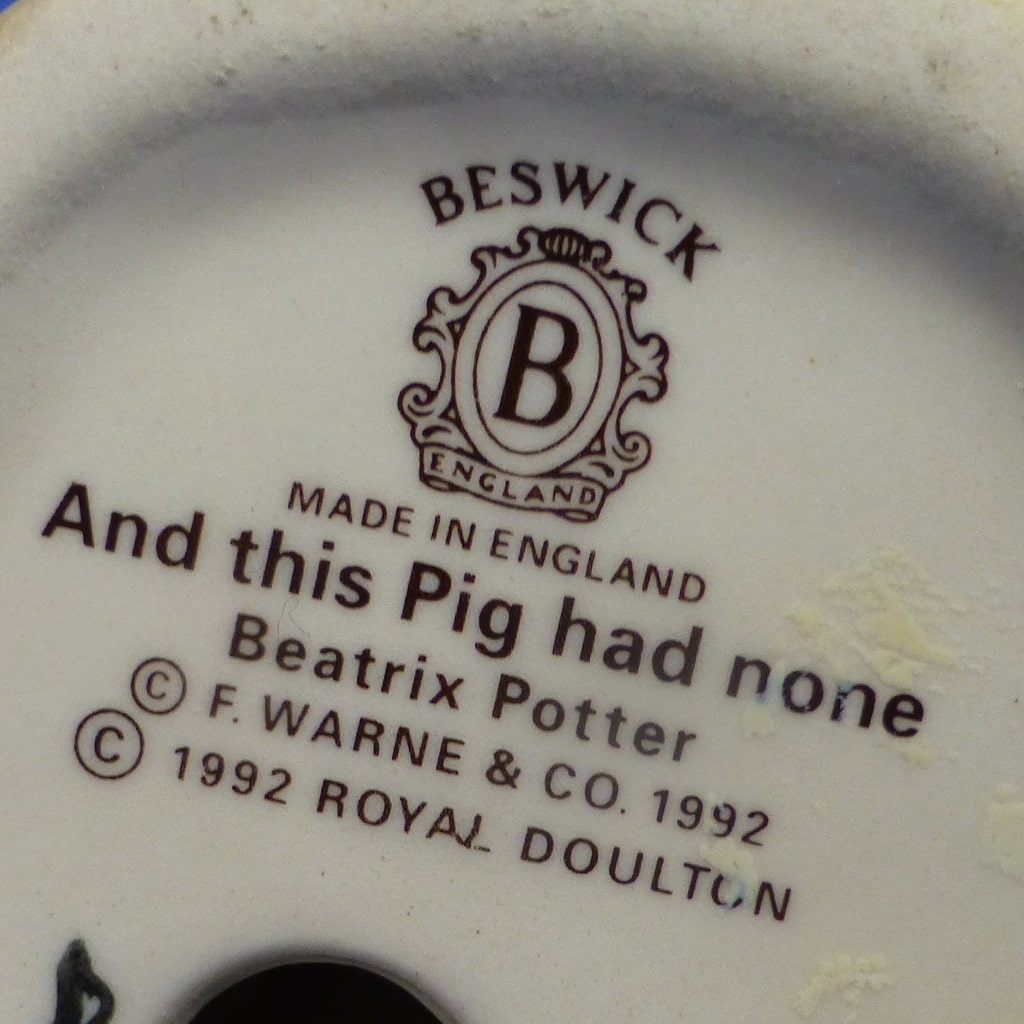 BESWICK
B
ENGLAND
MADE IN ENGLAND
And this Pig had none
Beatrix Potter
© F. WARNE & CO. 1992
© 1992 ROYAL DOULTON